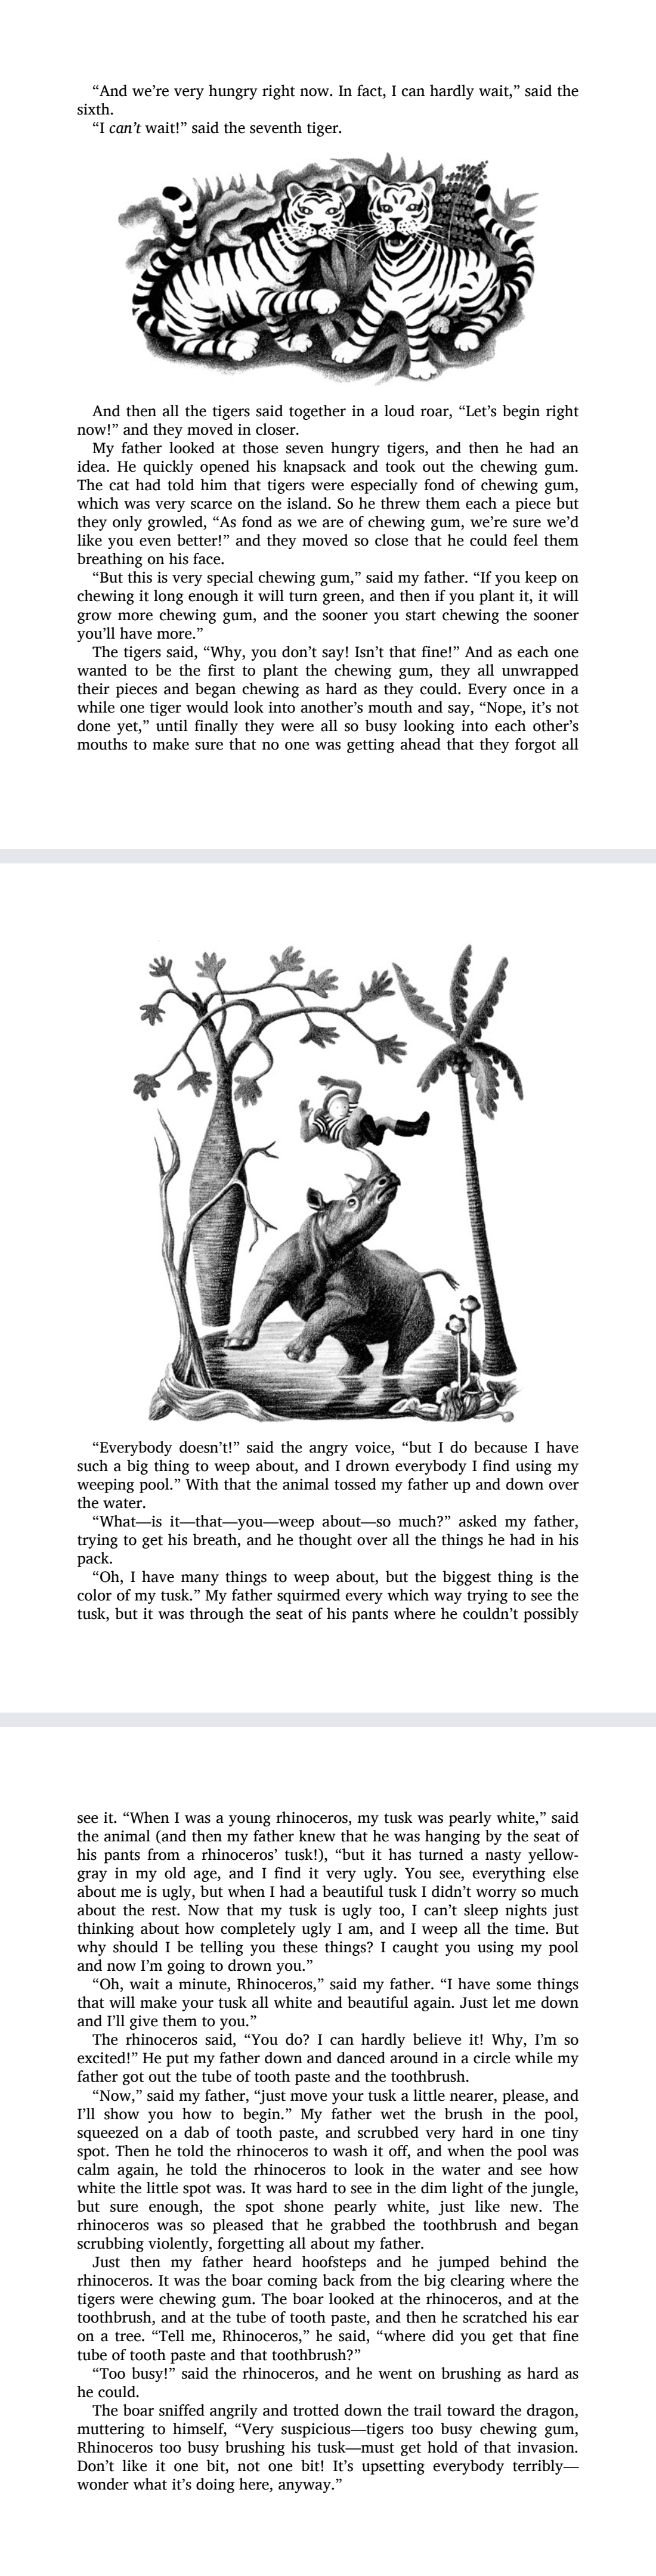 “And we’re very hungry right now. In fact, I can hardly wait,” said the
sixth.
“I can’t wait!” said the seventh tiger.
And then all the tigers said together in a loud roar, “Let’s begin right
now!” and they moved in closer.
My father looked at those seven hungry tigers, and then he had an
idea. He quickly opened his knapsack and took out the chewing gum.
The cat had told him that tigers were especially fond of chewing gum,
which was very scarce on the island. So he threw them each a piece but
they only growled, “As fond as we are of chewing gum, we’re sure we’d
like you even better!” and they moved so close that he could feel them
breathing on his face.
“But this is very special chewing gum,” said my father. “If you keep on
chewing it long enough it will turn green, and then if you plant it, it will
grow more chewing gum, and the sooner you start chewing the sooner
you’ll have more.”
The tigers said, “Why, you don’t say! Isn’t that fine!” And as each one
wanted to be the first to plant the chewing gum, they all unwrapped
their pieces and began chewing as hard as they could. Every once in a
while one tiger would look into another’s mouth and say, “Nope, it’s not
done yet,” until finally they were all so busy looking into each other’s
mouths to make sure that no one was getting ahead that they forgot all
“Everybody doesn’t!” said the angry voice, “but I do because I have
such a big thing to weep about, and I drown everybody I find using my
weeping pool.” With that the animal tossed my father up and down over
the water.
“What—is it—that—you—weep about—so much?” asked my father,
trying to get his breath, and he thought over all the things he had in his
pack.
“Oh, I have many things to weep about, but the biggest thing is the
color of my tusk.” My father squirmed every which way trying to see the
tusk, but it was through the seat of his pants where he couldn’t possibly
see it. “When I was a young rhinoceros, my tusk was pearly white,” said
the animal (and then my father knew that he was hanging by the seat of
his pants from a rhinoceros’ tusk!), “but it has turned a nasty yellow-
gray in my old age, and I find it very ugly. You see, everything else
about me is ugly, but when I had a beautiful tusk I didn’t worry so much
about the rest. Now that my tusk is ugly too, I can’t sleep nights just
thinking about how completely ugly I am, and I weep all the time. But
why should I be telling you these things? I caught you using my pool
and now I’m going to drown you.”
“Oh, wait a minute, Rhinoceros,” said my father. “I have some things
that will make your tusk all white and beautiful again. Just let me down
and I’ll give them to you.”
The rhinoceros said, “You do? I can hardly believe it! Why, I’m so
excited!” He put my father down and danced around in a circle while my
father got out the tube of tooth paste and the toothbrush.
“Now,” said my father, “just move your tusk a little nearer, please, and
I’ll show you how to begin.” My father wet the brush in the pool,
squeezed on a dab of tooth paste, and scrubbed very hard in one tiny
spot. Then he told the rhinoceros to wash it off, and when the pool was
calm again, he told the rhinoceros to look in the water and see how
white the little spot was. It was hard to see in the dim light of the jungle,
but sure enough, the spot shone pearly white, just like new. The
rhinoceros was so pleased that he grabbed the toothbrush and began
scrubbing violently, forgetting all about my father.
Just then my father heard hoofsteps and he jumped behind the
rhinoceros. It was the boar coming back from the big clearing where the
tigers were chewing gum. The boar looked at the rhinoceros, and at the
toothbrush, and at the tube of tooth paste, and then he scratched his ear
on a tree. “Tell me, Rhinoceros,” he said, “where did you get that fine
tube of tooth paste and that toothbrush?”
“Too busy!” said the rhinoceros, and he went on brushing as hard as
he could.
The boar sniffed angrily and trotted down the trail toward the dragon,
muttering to himself, “Very suspicious—tigers too busy chewing gum,
Rhinoceros too busy brushing his tusk—must get hold of that invasion.
Don’t like it one bit, not one bit! It’s upsetting everybody terribly—
wonder what it’s doing here, anyway.”